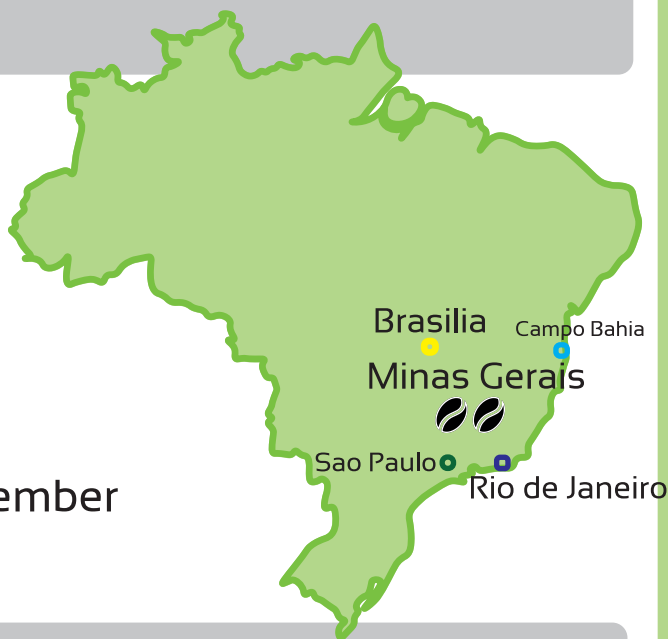 Brasilia
Campo Bahia
Minas Gerais
Sao Paulo
Rio de Janeiro
ember